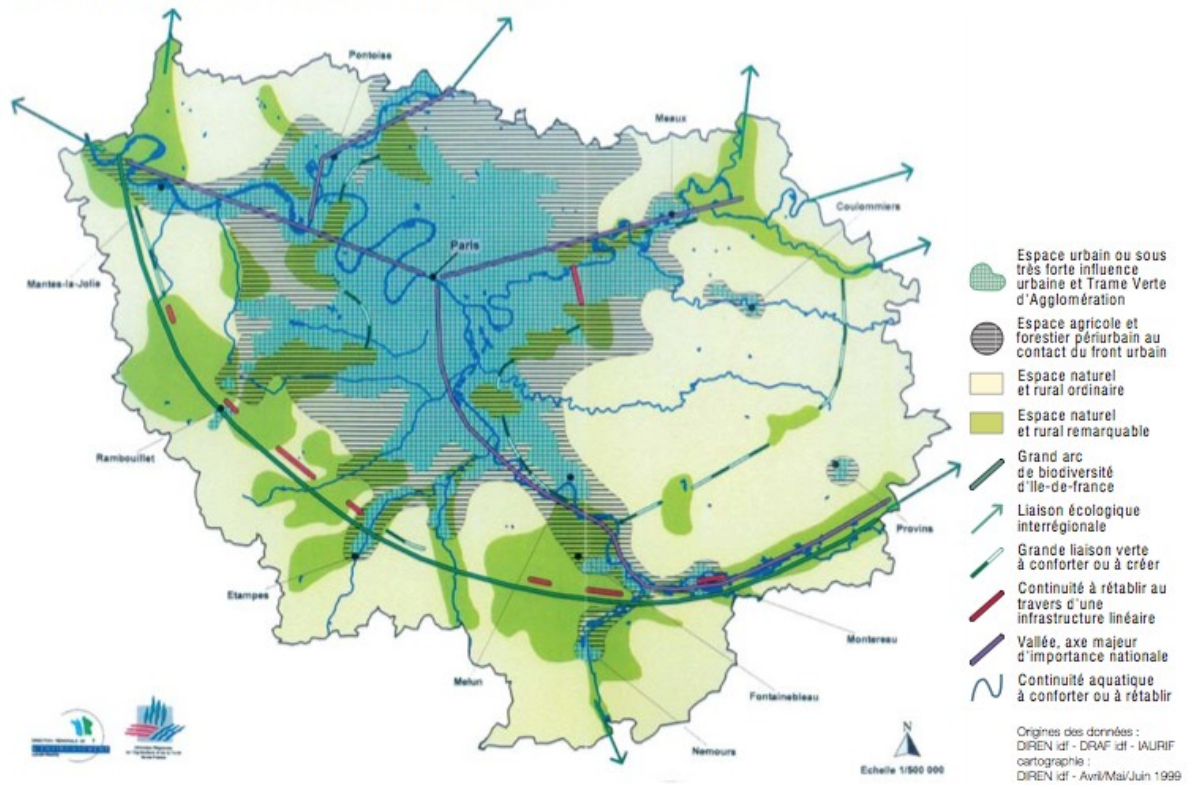 Pontoise
Meaux
Coulommiers
Paris
Mantes-la-Jolie
Rambouillet
Provins
Etampes
Montereau
Melun
Fontainebleau
Nemours
N
Echelle 1/500 000
Espace urbain ou sous
très forte influence
urbaine et Trame Verte
d'Agglomération
Espace agricole et
forestier périurbain au
contact du front urbain
Espace naturel
et rural ordinaire
Espace naturel
et rural remarquable
Grand arc
de biodiversité
d'Ile-de-france
Liaison écologique
interrégionale
Grande liaison verte
à conforter ou à créer
Continuité à rétablir au
travers d'une
infrastructure linéaire
Vallée, axe majeur
d'importance nationale
Continuité aquatique
à conforter ou à rétablir
Origines des données :
DIREN idf - DRAF idf - IAURIF
cartographie :
DIREN idf - Avril/Mai/Juin 1999